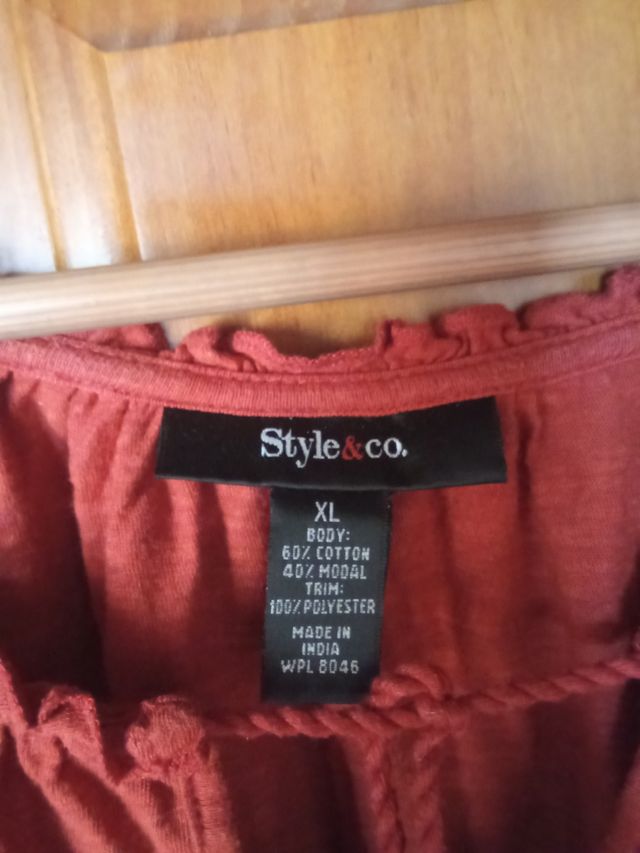 Style&co.
XL
BODY:
60% COTTON
40% MODAL
TRIM:
100% POLYESTER
MADE IN
INDIA
WPL 8046